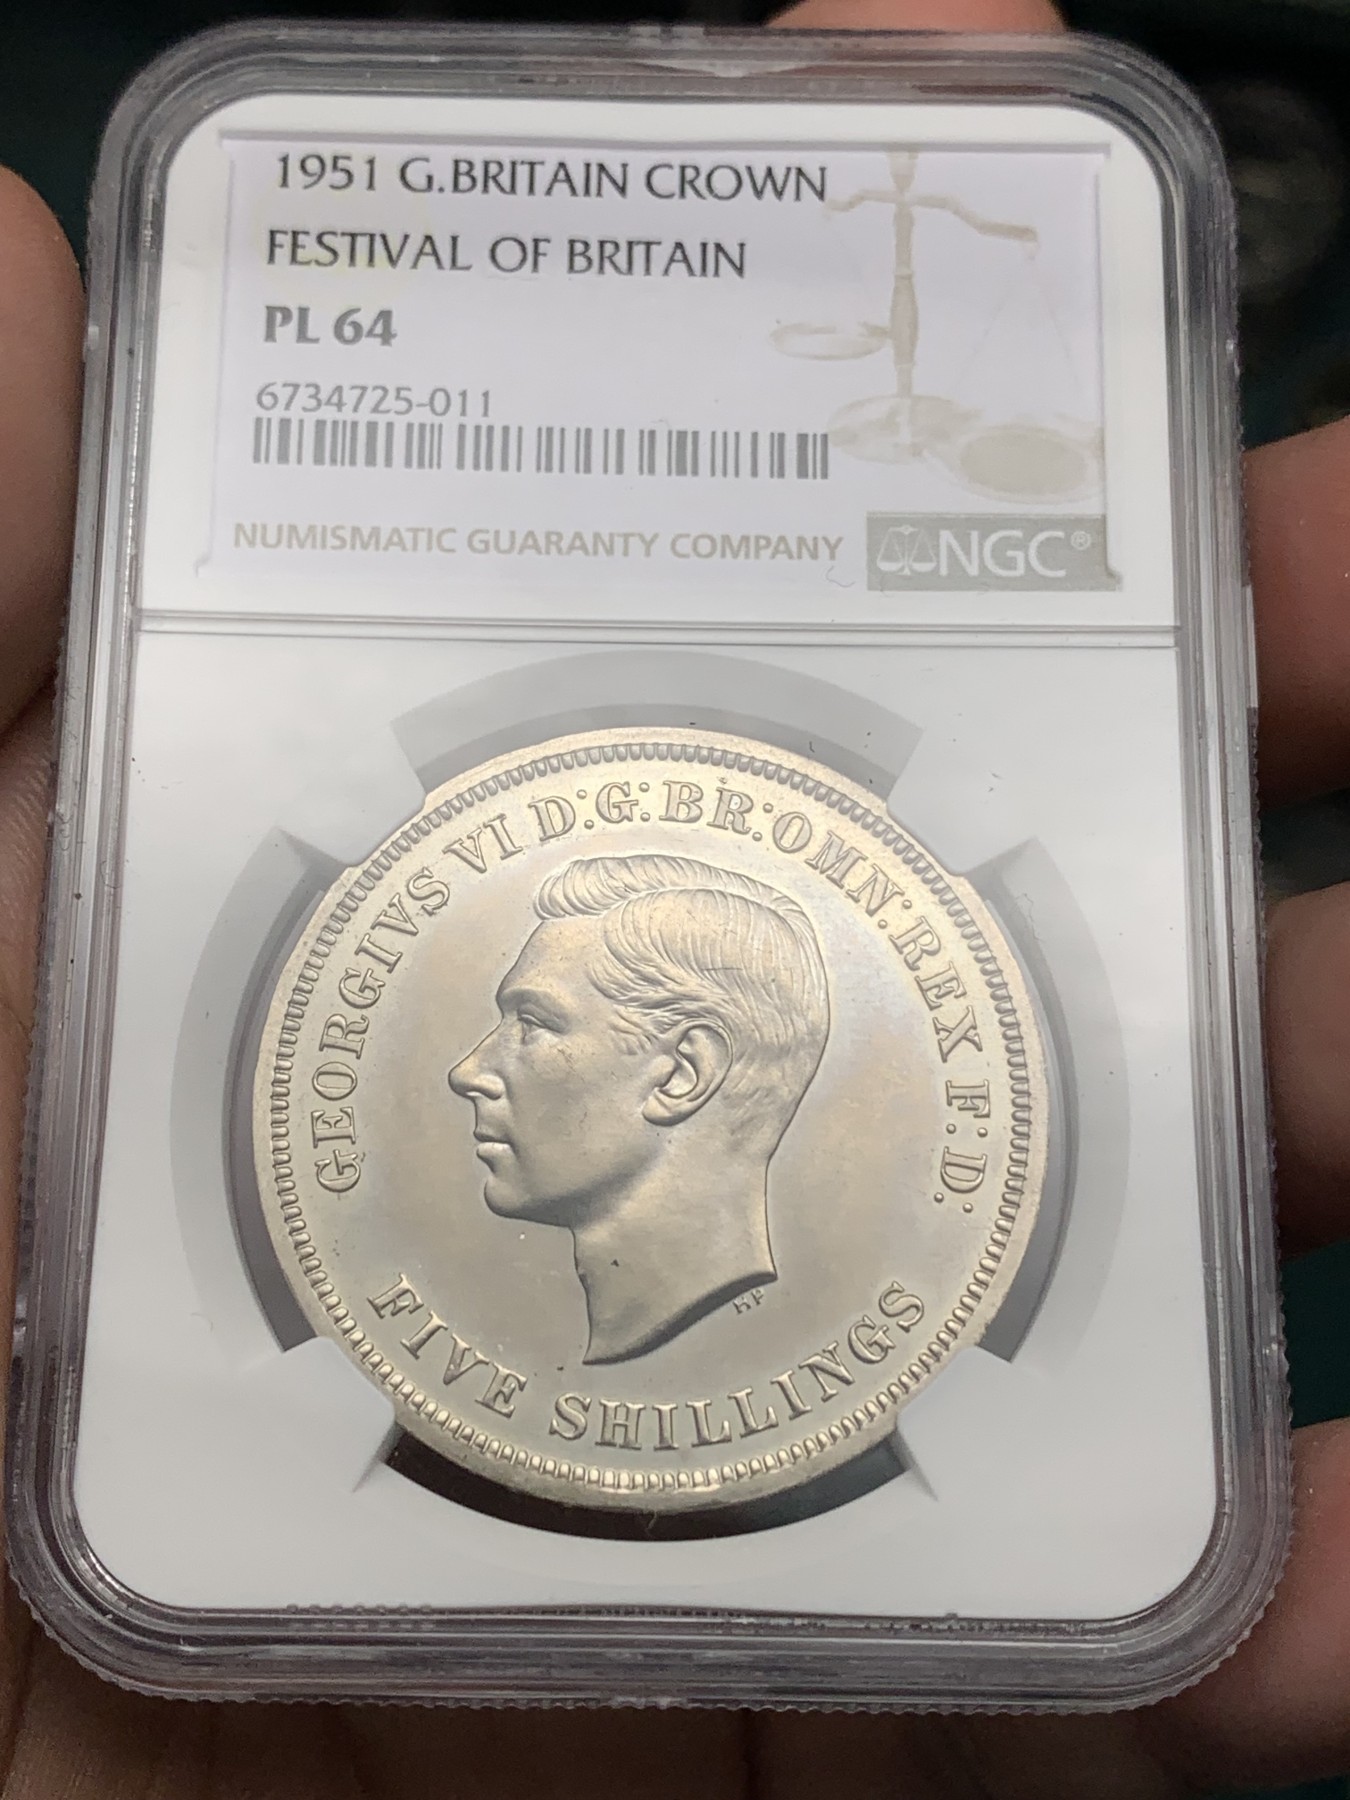 1951 G.BRITAIN CROWN
FESTIVAL OF BRITAIN
PL 64
6734725-011
NUMISMATIC GUARANTY COMPANY
NGC®
GEORGIVS VI D:G:BR:OMN:REX F:D:
HP
FIVE SHILLINGS